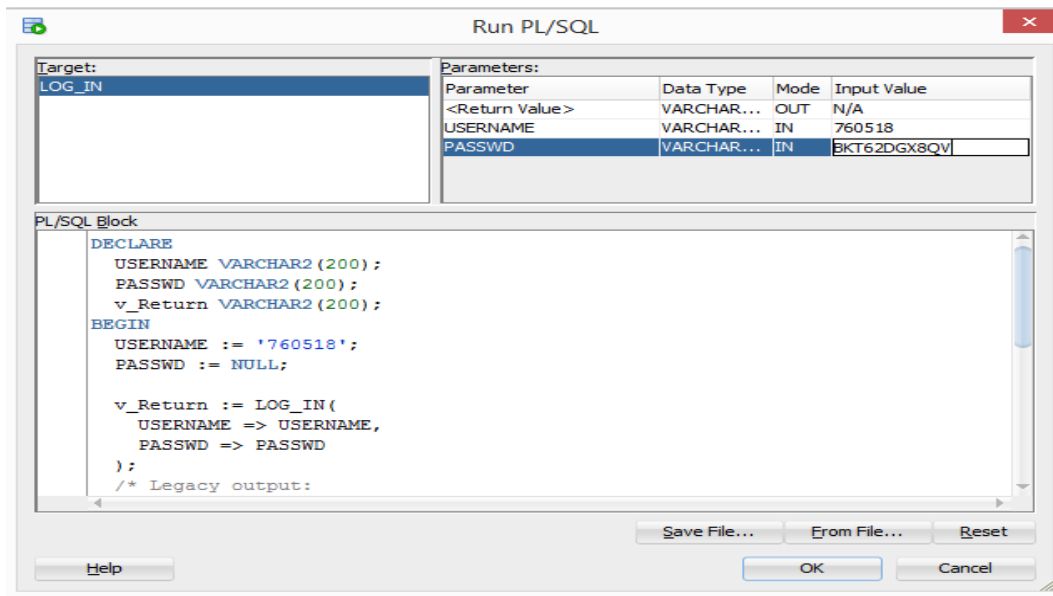 Run PL/SQL
Target:
LOG_IN
Parameters:
Parameter Data Type Mode Input Value
<Return Value> VARCHAR... OUT N/A
USERNAME VARCHAR... IN 760518
PASSWD VARCHAR... IN BKT62DGX8QV
PL/SQL Block
DECLARE
USERNAME VARCHAR2(200);
PASSWD VARCHAR2(200);
v_Return VARCHAR2(200);
BEGIN
USERNAME := '760518';
PASSWD := NULL;
v_Return := LOG_IN(
USERNAME => USERNAME,
PASSWD => PASSWD
);
/* Legacy output:
Save File... From File... Reset
Help OK Cancel